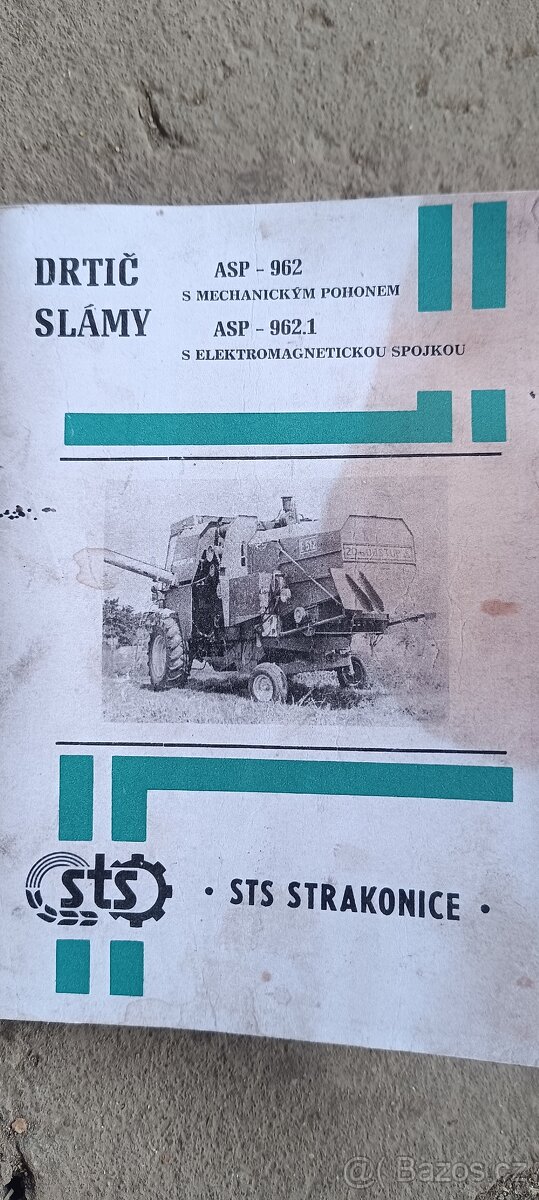 DRTIČ
SLÁMY
ASP - 962
S MECHANICKÝM POHONEM
ASP - 962.1
S ELEKTROMAGNETICKOU SPOJKOU
sts
• STS STRAKONICE •
@ Bazos.cz